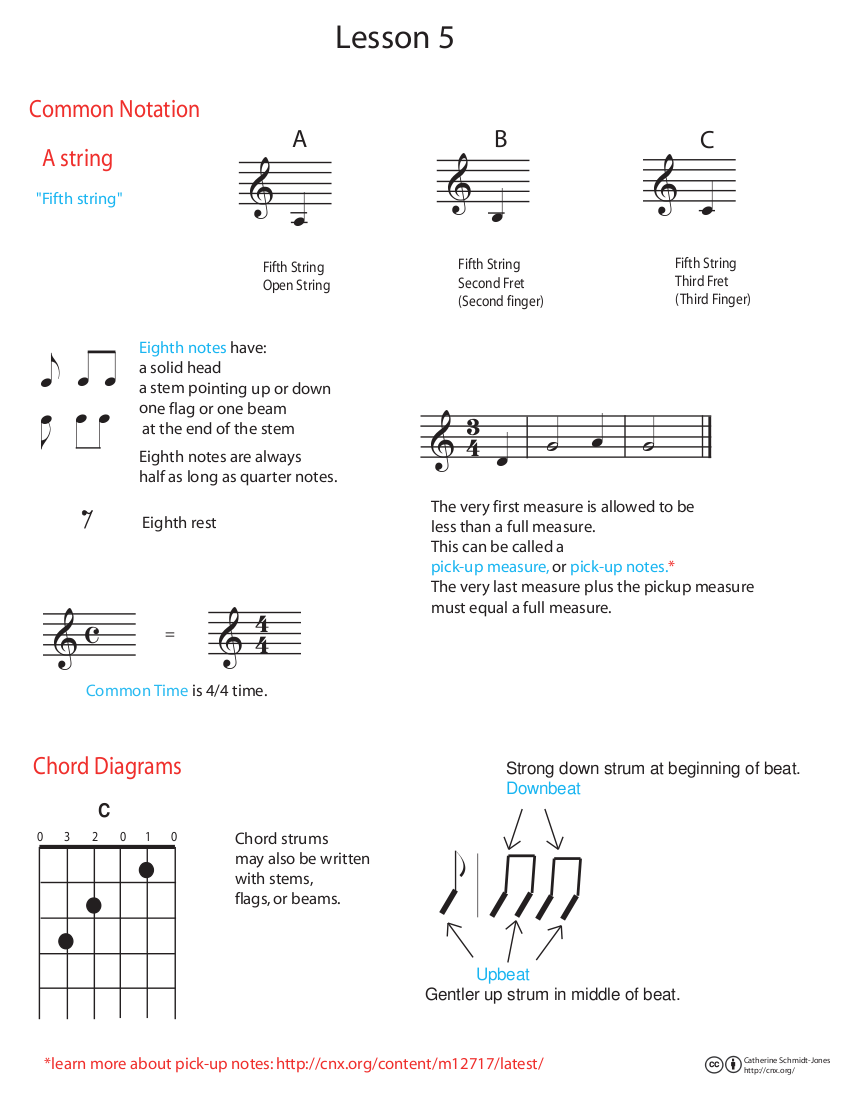 Lesson 5
Common Notation
A string
"Fifth string"
A
B
C
Fifth String
Open String
Fifth String
Second Fret
(Second finger)
Fifth String
Third Fret
(Third Finger)
Eighth notes have:
a solid head
a stem pointing up or down
one flag or one beam
at the end of the stem
Eighth notes are always
half as long as quarter notes.
Eighth rest
3
4
The very first measure is allowed to be
less than a full measure.
This can be called a
pick-up measure, or pick-up notes.*
The very last measure plus the pickup measure
must equal a full measure.
=
4
4
Common Time is 4/4 time.
Chord Diagrams
C
0 3 2 0 1 0
Chord strums
may also be written
with stems,
flags, or beams.
Strong down strum at beginning of beat.
Downbeat
Upbeat
Gentler up strum in middle of beat.
*learn more about pick-up notes: http://cnx.org/content/m12717/latest/
cc
Catherine Schmidt-Jones
http://cnx.org/